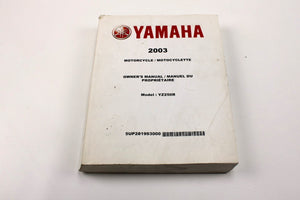 YAMAHA
2003
MOTORCYCLE / MOTOCYCLETTE
OWNER'S MANUAL / MANUEL DU
PROPRIÉTAIRE
Model : YZ250R
5UP281993000